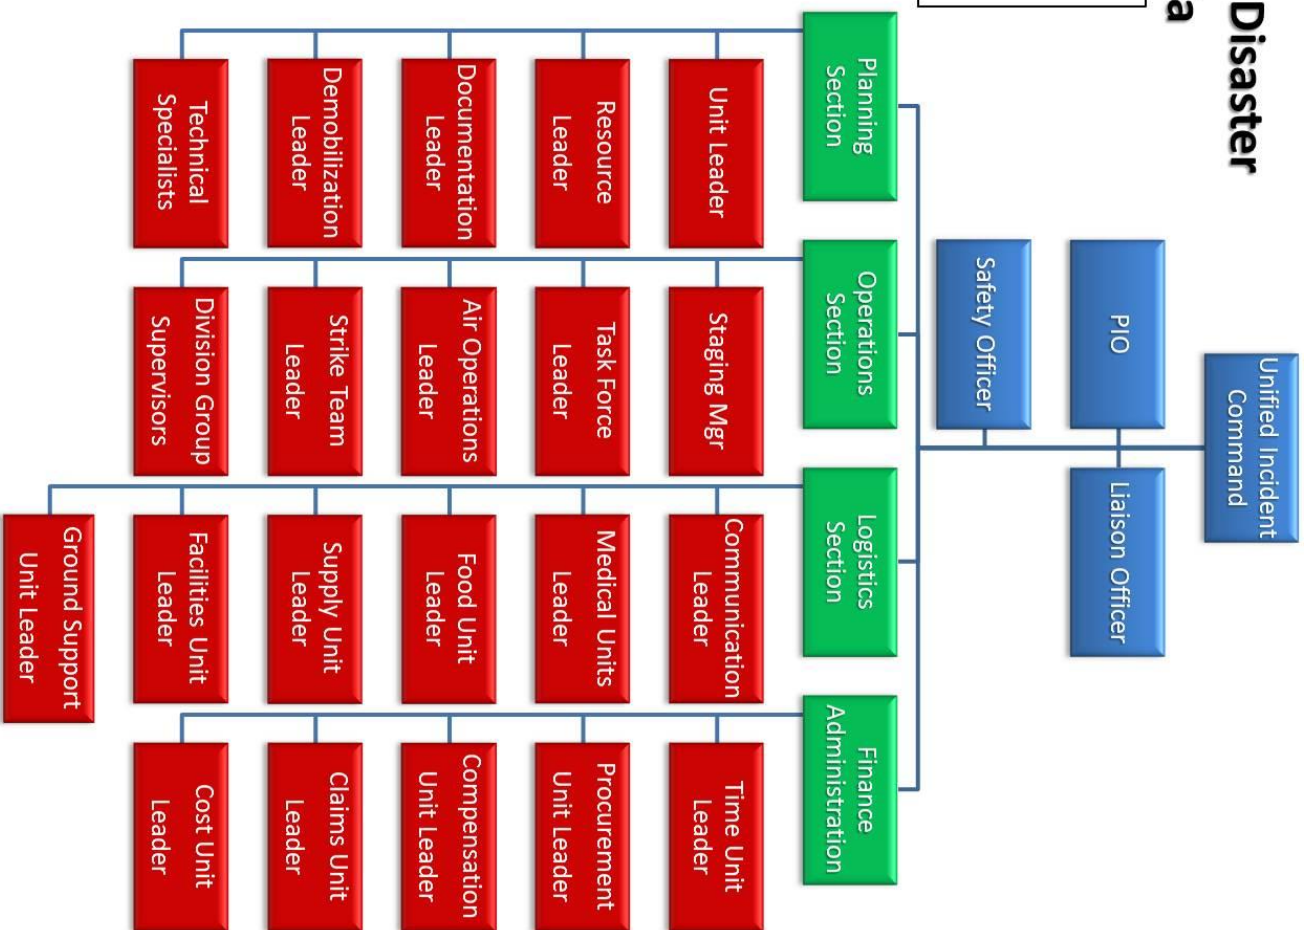 Disaster
a
Unified Incident
Command
PIO
Liaison Officer
Safety Officer
Planning
Section
Operations
Section
Logistics
Section
Finance
Administration
Unit Leader
Resource
Leader
Documentation
Leader
Demobilization
Leader
Technical
Specialists
Staging Mgr
Task Force
Leader
Air Operations
Leader
Strike Team
Leader
Division Group
Supervisors
Communication
Leader
Medical Units
Leader
Food Unit
Leader
Supply Unit
Leader
Facilities Unit
Leader
Ground Support
Unit Leader
Time Unit
Leader
Procurement
Unit Leader
Compensation
Unit Leader
Claims Unit
Leader
Cost Unit
Leader